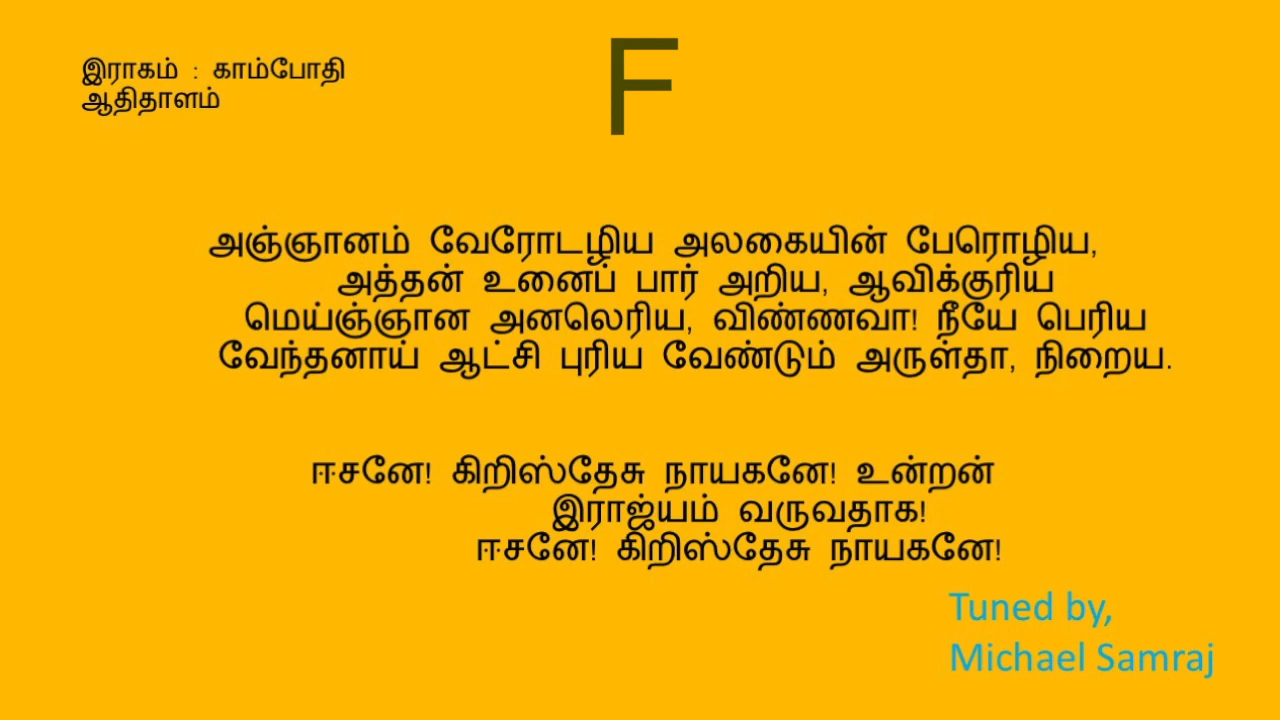 இராகம் : காம்போதி
ஆதிதாளம்
F
அஞ்ஞானம் வேரோடழிய அலகையின் பேரொழிய,
அத்தன் உனைப் பார் அறிய, ஆவிக்குரிய
மெய்ஞ்ஞான அனலெரிய, விண்ணவா! நீயே பெரிய
வேந்தனாய் ஆட்சி புரிய வேண்டும் அருள்தா, நிறைய.
ஈசனே! கிறிஸ்தேசு நாயகனே! உன்றன்
இராஜ்யம் வருவதாக!
ஈசனே! கிறிஸ்தேசு நாயகனே!
Tuned by,
Michael Samraj